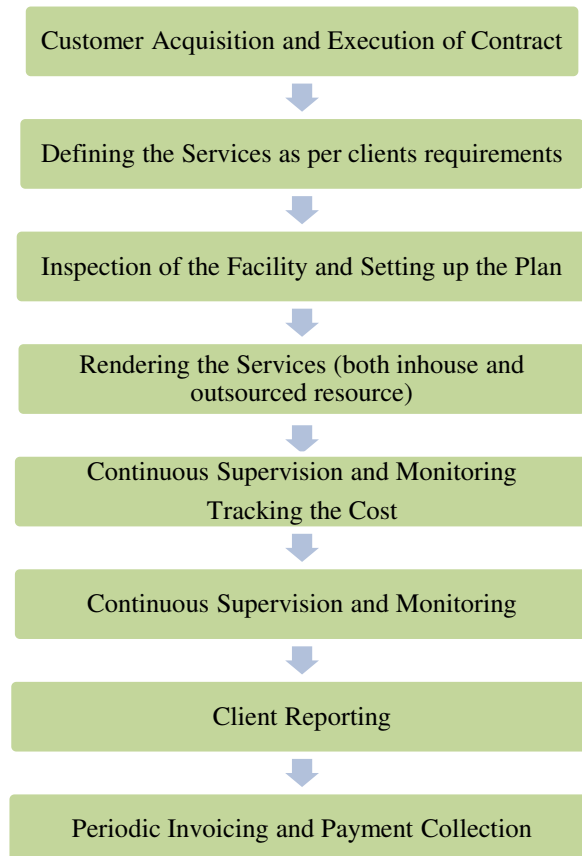 Customer Acquisition and Execution of Contract
Defining the Services as per clients requirements
Inspection of the Facility and Setting up the Plan
Rendering the Services (both inhouse and
outsourced resource)
Continuous Supervision and Monitoring
Tracking the Cost
Continuous Supervision and Monitoring
Client Reporting
Periodic Invoicing and Payment Collection